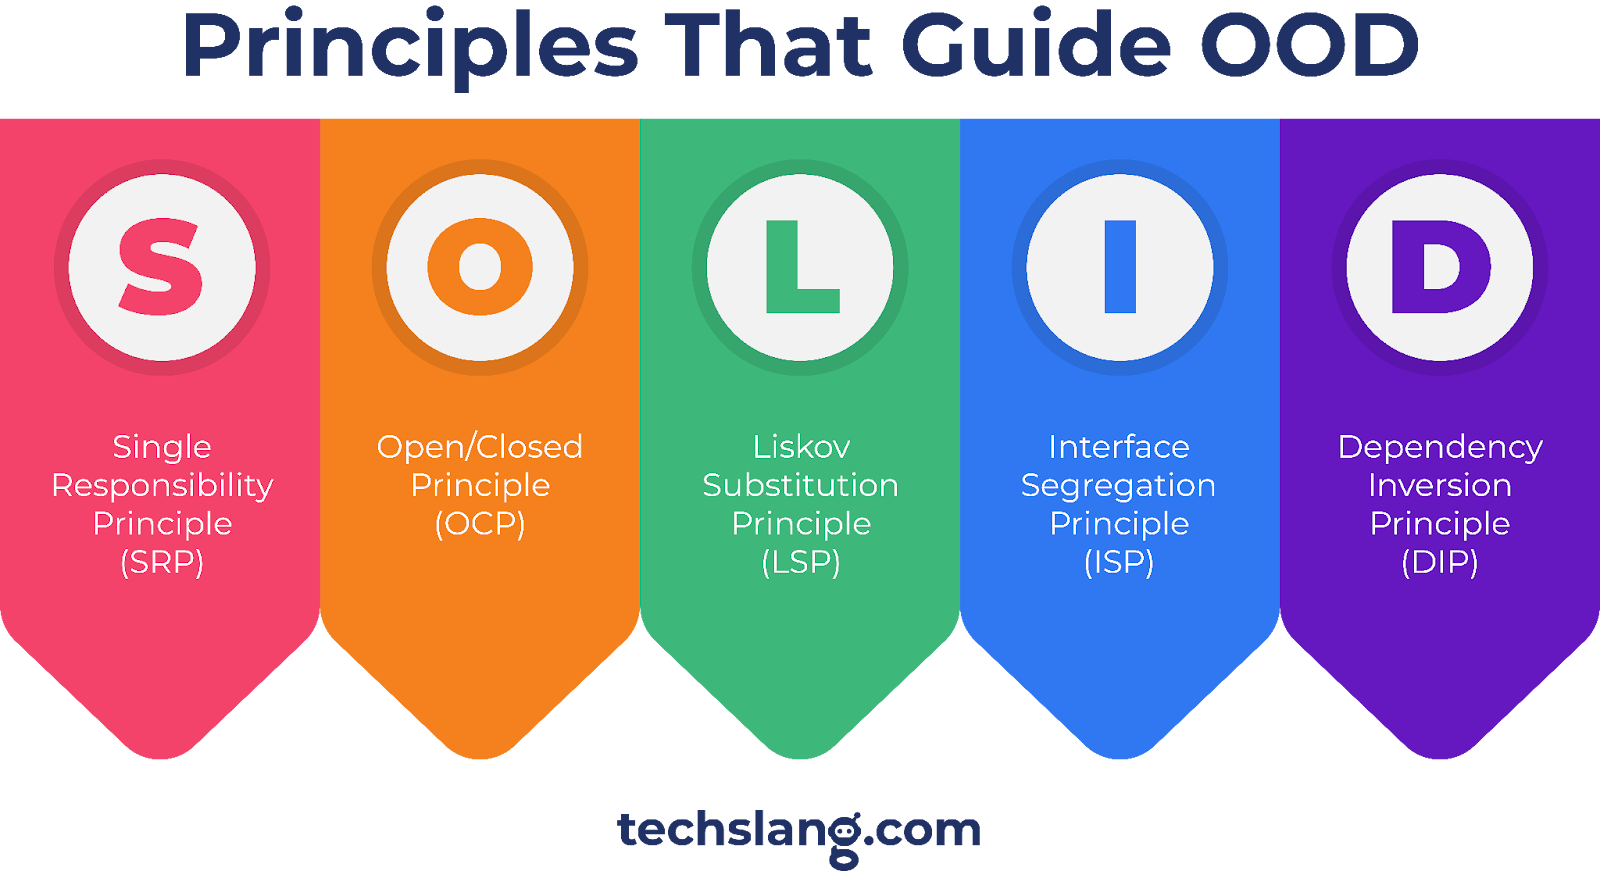 Principles That Guide OOD
S
Single
Responsibility
Principle
(SRP)
O
Open/Closed
Principle
(OCP)
L
Liskov
Substitution
Principle
(LSP)
I
Interface
Segregation
Principle
(ISP)
D
Dependency
Inversion
Principle
(DIP)
techslang.com